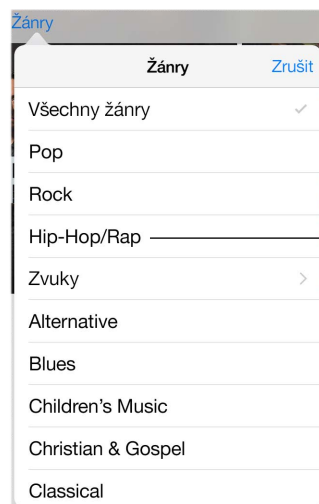 Žánry
Žánry Zrušit
Všechny žánry
Pop
Rock
Hip-Hop/Rap
Zvuky
Alternative
Blues
Children’s Music
Christian & Gospel
Classical